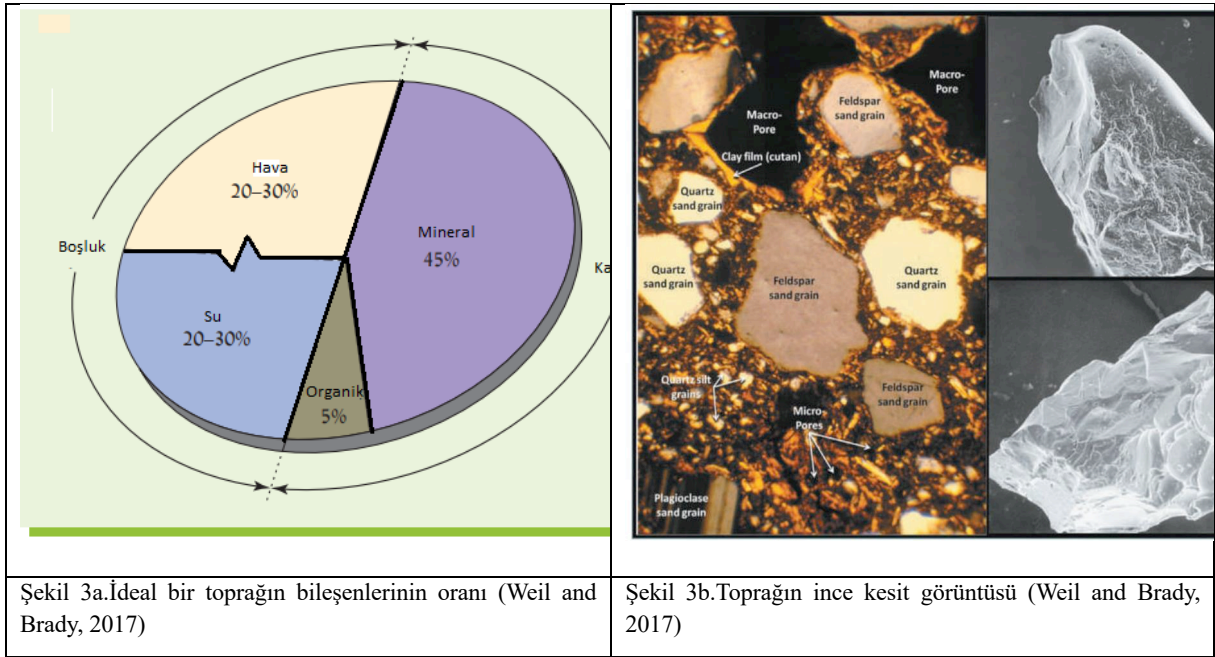 Hava
20–30%
Boşluk
Mineral
45%
Su
20–30%
Organik
5%
Macro-
Pore
Macro-
Pore
Feldspar
sand grain
Clay film (cutan)
Quartz
sand grain
Quartz
sand grain
Feldspar
sand grain
Quartz
sand grain
Quartz silt
grains
Feldspar
sand grain
Micro-
Pores
Plagioclase
sand grain
Şekil 3a.İdeal bir toprağın bileşenlerinin oranı (Weil and
Brady, 2017)
Şekil 3b.Toprağın ince kesit görüntüsü (Weil and Brady,
2017)